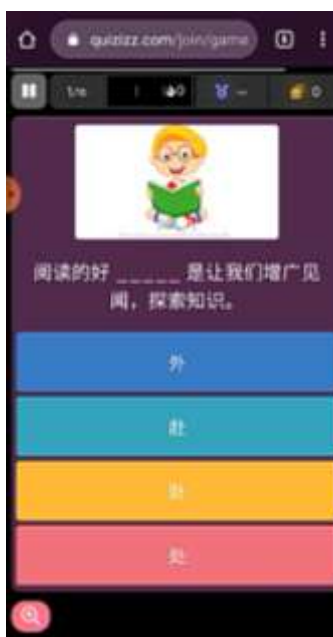 quizizz.com/join/game
阅读的好 _____ 是让我们增广见
闻，探索知识。
外
赴
处